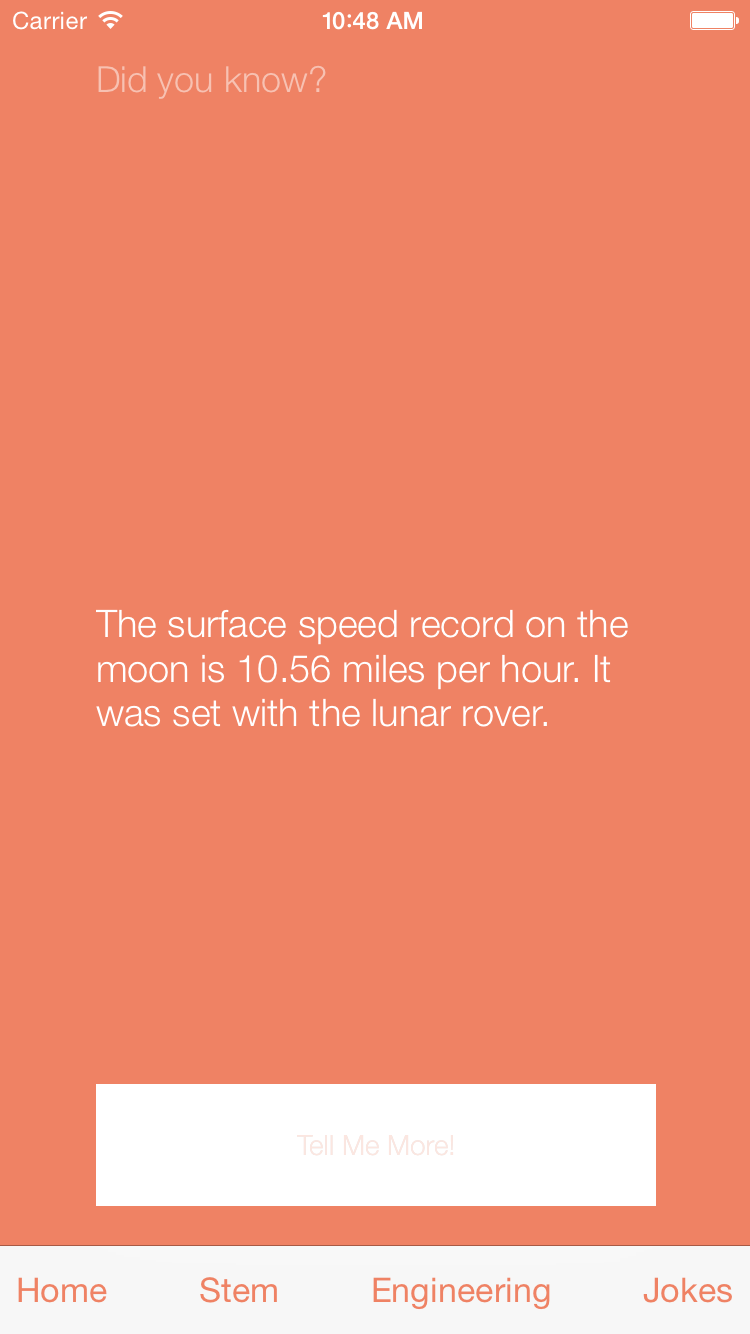 Carrier 10:48 AM
Did you know?
The surface speed record on the
moon is 10.56 miles per hour. It
was set with the lunar rover.
Tell Me More!
Home Stem Engineering Jokes